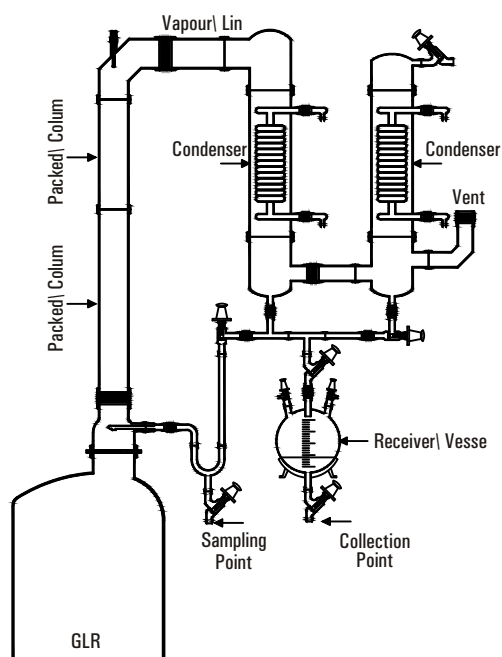 Vapour\ Lin
Packed\ Colum
Condenser
Condenser
Vent
Packed\ Colum
Receiver\ Vesse
Sampling
Point
Collection
Point
GLR